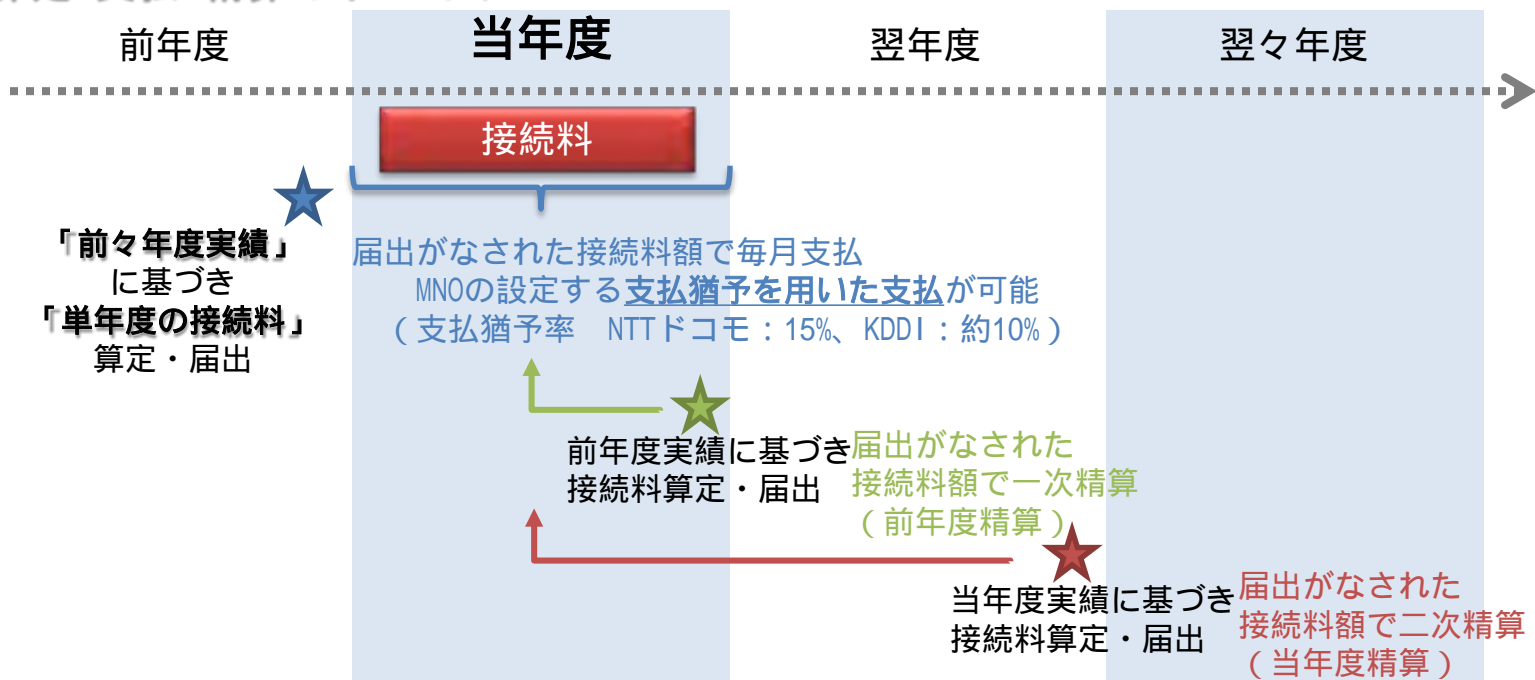 前年度
当年度
翌年度
翌々年度
接続料
「前々年度実績」
に基づき
「単年度の接続料」
算定・届出
届出がなされた接続料額で毎月支払
MNOの設定する支払猶予を用いた支払が可能
（支払猶予率　NTTドコモ：15%、KDDI：約10%）
前年度実績に基づき
接続料算定・届出
届出がなされた
接続料額で一次精算
（前年度精算）
当年度実績に基づき
接続料算定・届出
届出がなされた
接続料額で二次精算
（当年度精算）